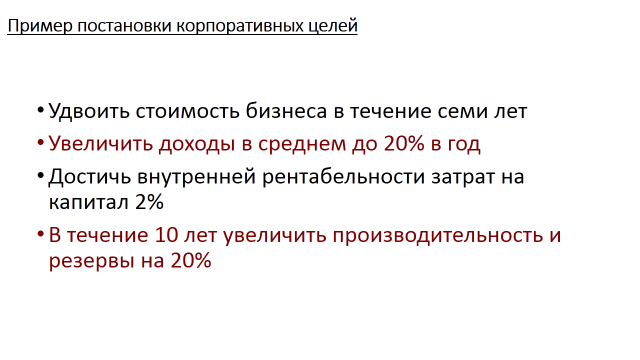 Пример постановки корпоративных целей
• Удвоить стоимость бизнеса в течение семи лет
• Увеличить доходы в среднем до 20% в год
• Достичь внутренней рентабельности затрат на
капитал 2%
• В течение 10 лет увеличить производительность и
резервы на 20%